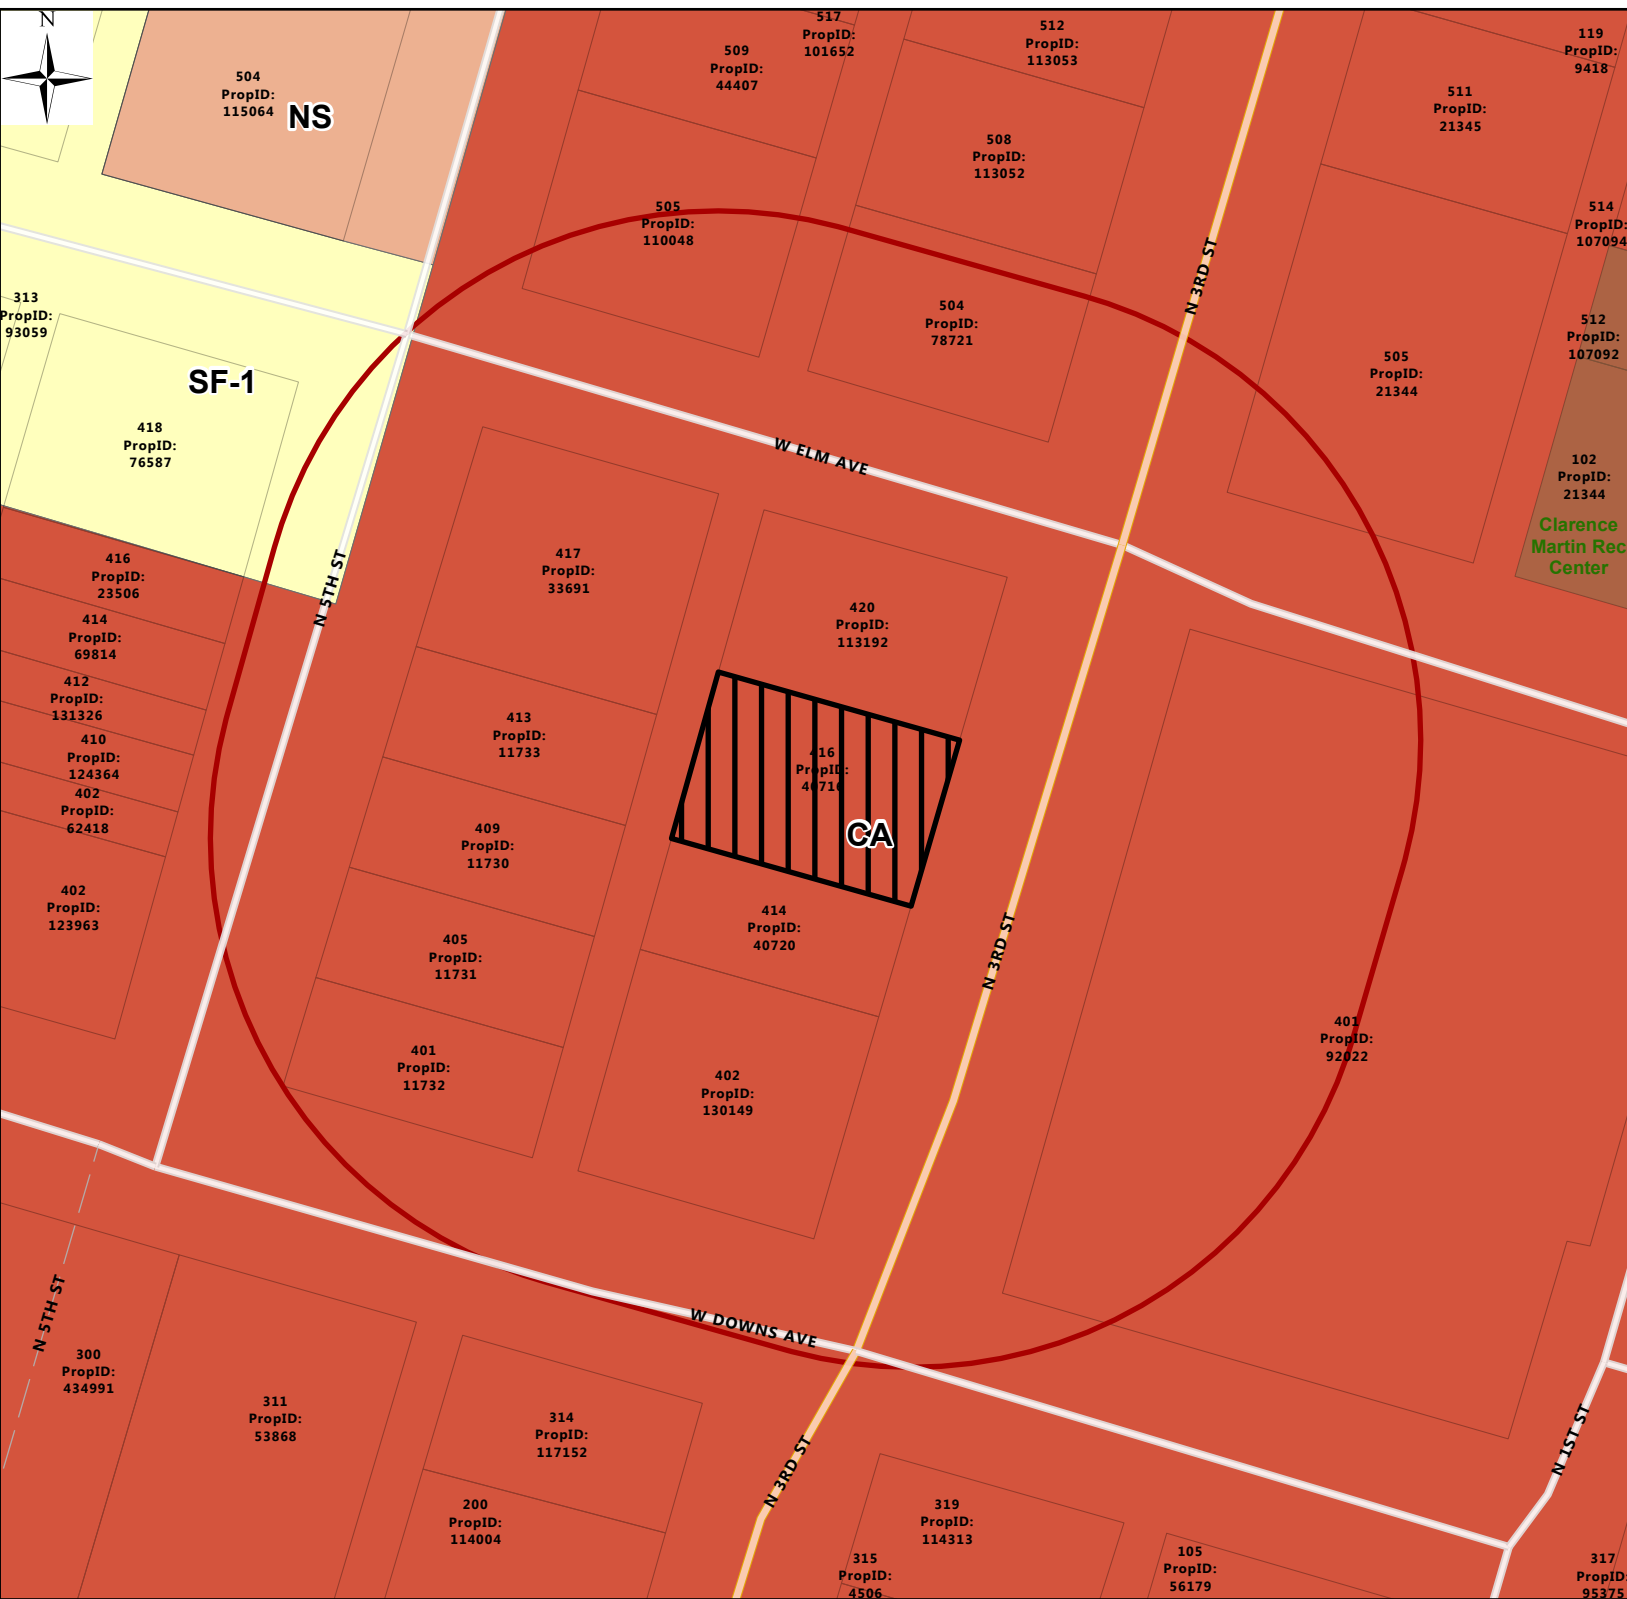 N
517
PropID:
101652
512
PropID:
113053
119
PropID:
9418
509
PropID:
44407
504
PropID:
115064
NS
511
PropID:
21345
508
PropID:
113052
505
PropID:
110048
514
PropID:
107094
N 3RD ST
313
PropID:
93059
504
PropID:
78721
512
PropID:
107092
505
PropID:
21344
SF-1
418
PropID:
76587
W ELM AVE
102
PropID:
21344
Clarence
Martin Rec
Center
416
PropID:
23506
N 5TH ST
417
PropID:
33691
414
PropID:
69814
420
PropID:
113192
412
PropID:
131326
413
PropID:
11733
410
PropID:
124364
416
PropID:
40716
402
PropID:
62418
409
PropID:
11730
CA
402
PropID:
123963
414
PropID:
40720
405
PropID:
11731
N 3RD ST
401
PropID:
92022
401
PropID:
11732
402
PropID:
130149
N 5TH ST
W DOWNS AVE
300
PropID:
434991
311
PropID:
53868
314
PropID:
117152
N 3RD ST
N 1ST ST
200
PropID:
114004
319
PropID:
114313
315
PropID:
4506
105
PropID:
56179
317
PropID:
95375